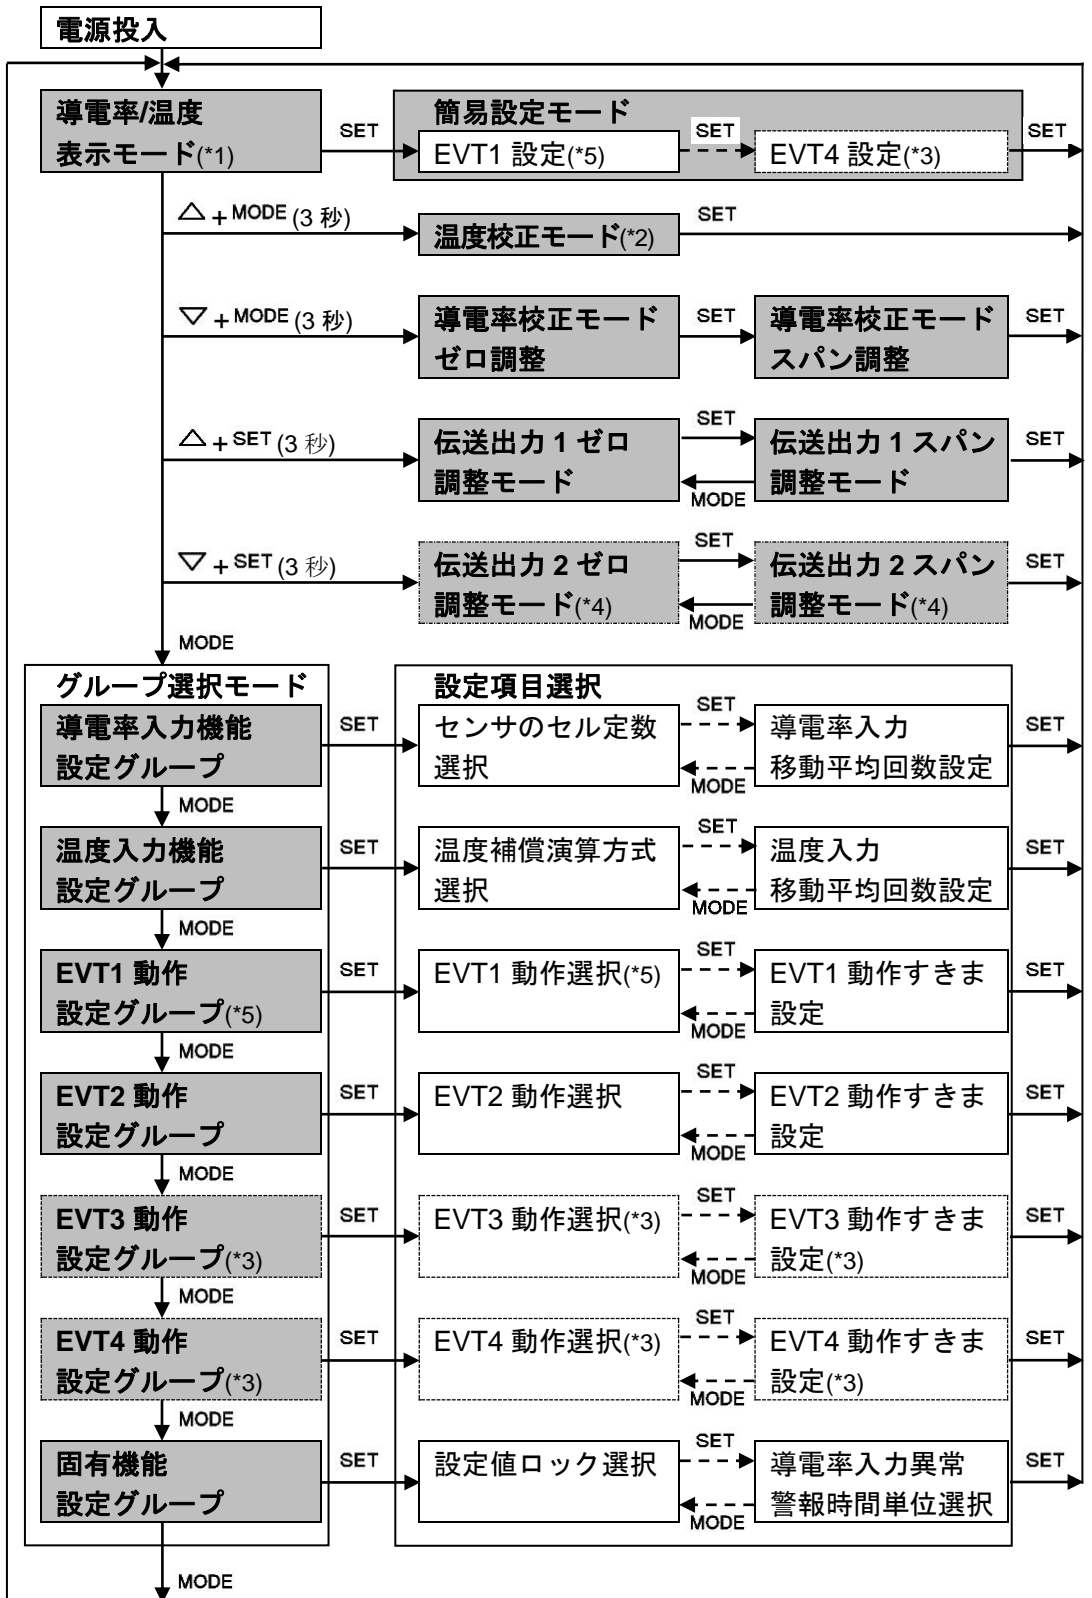 電源投入
導電率/温度
表示モード(*1)
SET
簡易設定モード
EVT1 設定(*5)
SET
EVT4 設定(*3)
SET
△ + MODE (3 秒)
温度校正モード(*2)
SET
▽ + MODE (3 秒)
導電率校正モード
ゼロ調整
SET
導電率校正モード
スパン調整
SET
△ + SET (3 秒)
伝送出力 1 ゼロ
調整モード
SET
MODE
伝送出力 1 スパン
調整モード
SET
▽ + SET (3 秒)
伝送出力 2 ゼロ
調整モード(*4)
SET
MODE
伝送出力 2 スパン
調整モード(*4)
SET
MODE
グループ選択モード
設定項目選択
導電率入力機能
設定グループ
SET
センサのセル定数
選択
SET
MODE
導電率入力
移動平均回数設定
SET
MODE
温度入力機能
設定グループ
SET
温度補償演算方式
選択
SET
MODE
温度入力
移動平均回数設定
SET
MODE
EVT1 動作
設定グループ(*5)
SET
EVT1 動作選択(*5)
SET
MODE
EVT1 動作すきま
設定
SET
MODE
EVT2 動作
設定グループ
SET
EVT2 動作選択
SET
MODE
EVT2 動作すきま
設定
SET
MODE
EVT3 動作
設定グループ(*3)
SET
EVT3 動作選択(*3)
SET
MODE
EVT3 動作すきま
設定(*3)
SET
MODE
EVT4 動作
設定グループ(*3)
SET
EVT4 動作選択(*3)
SET
MODE
EVT4 動作すきま
設定(*3)
SET
MODE
固有機能
設定グループ
SET
設定値ロック選択
SET
MODE
導電率入力異常
警報時間単位選択
SET
MODE